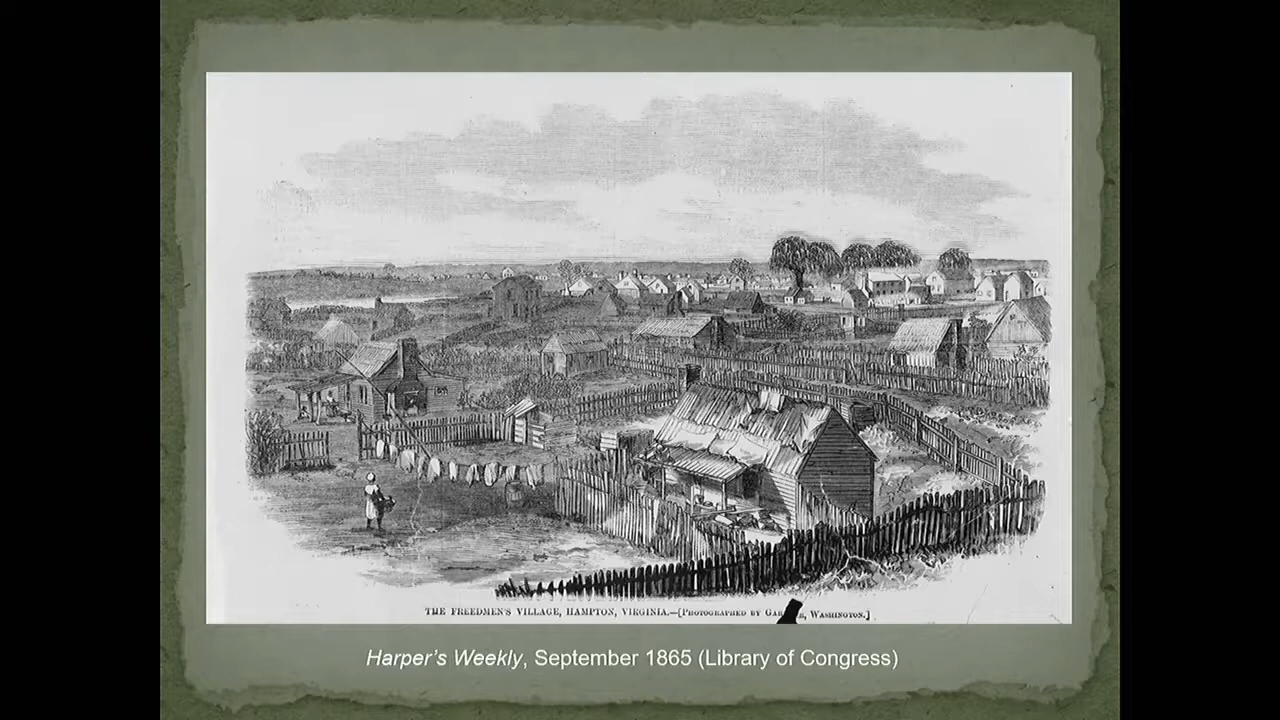 THE FREEDMEN'S VILLAGE, HAMPTON, VIRGINIA.—[PHOTOGRAPHED BY WASHINGTON.]
Harper's Weekly, September 1865 (Library of Congress)